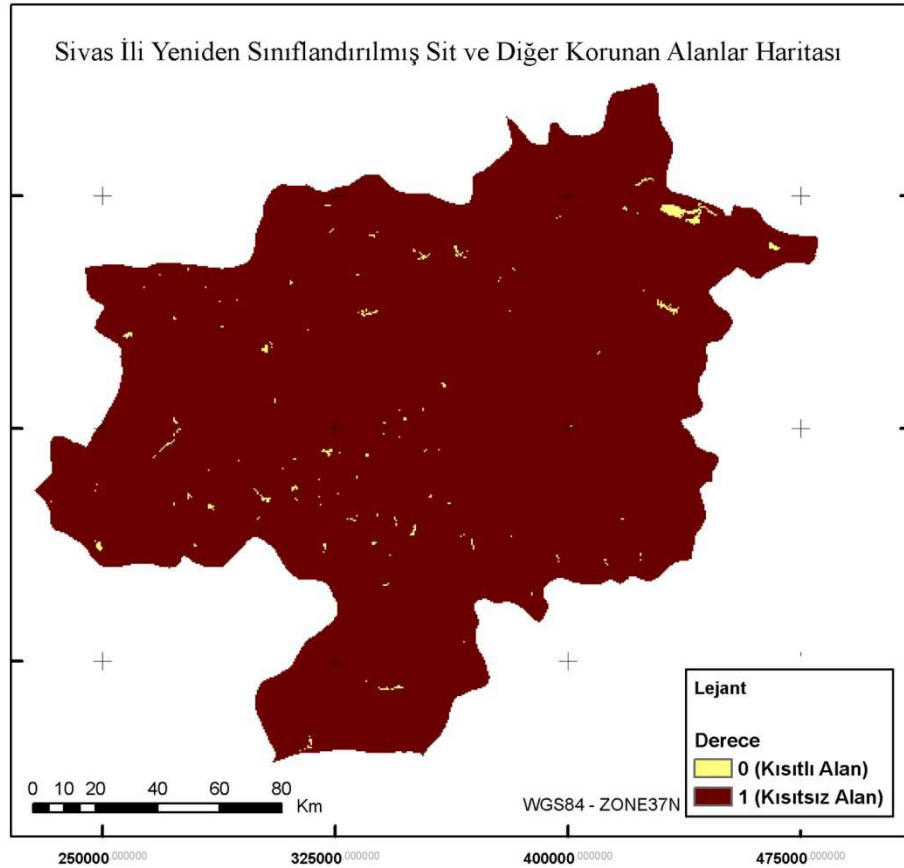 Sivas İli Yeniden Sınıflandırılmış Sit ve Diğer Korunan Alanlar Haritası
Lejant
Derece
0 (Kısıtlı Alan)
1 (Kısıtsız Alan)
0 10 20 40 60 80
Km
WGS84 - ZONE37N
250000.000000 325000.000000 400000.000000 475000.000000